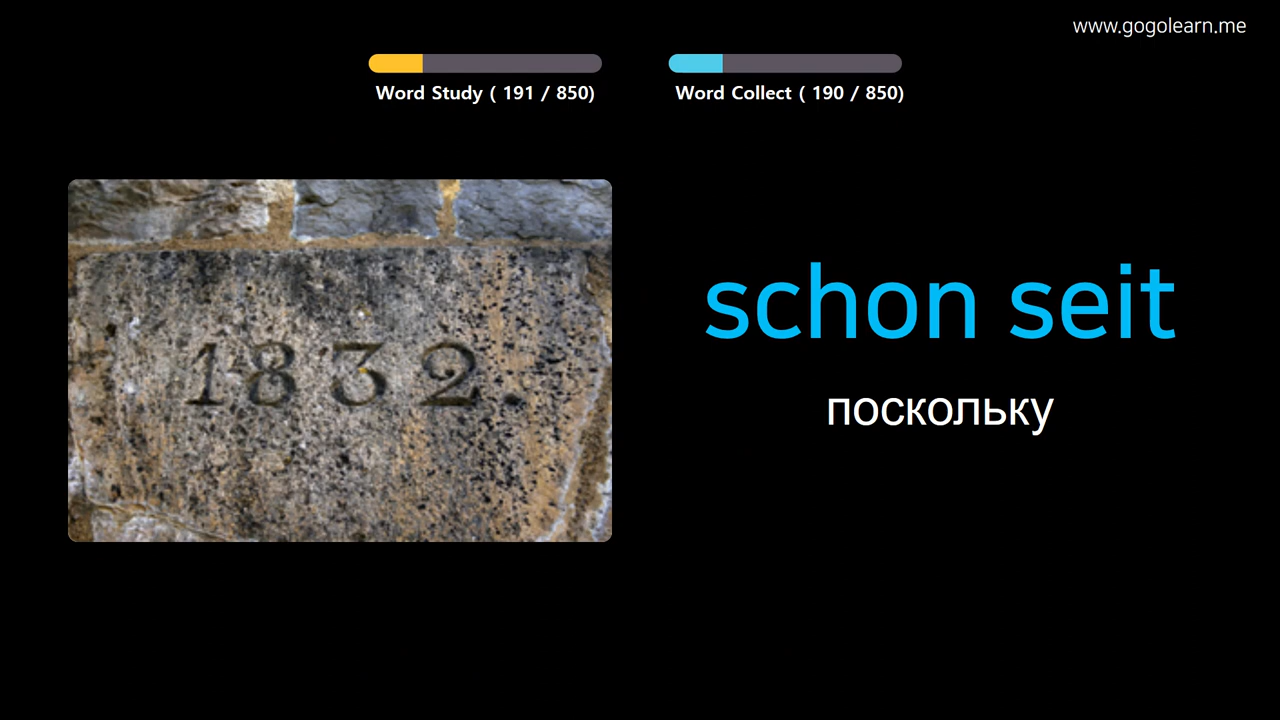 www.gogolearn.me
Word Study ( 191 / 850)
Word Collect ( 190 / 850)
1832.
schon seit
поскольку